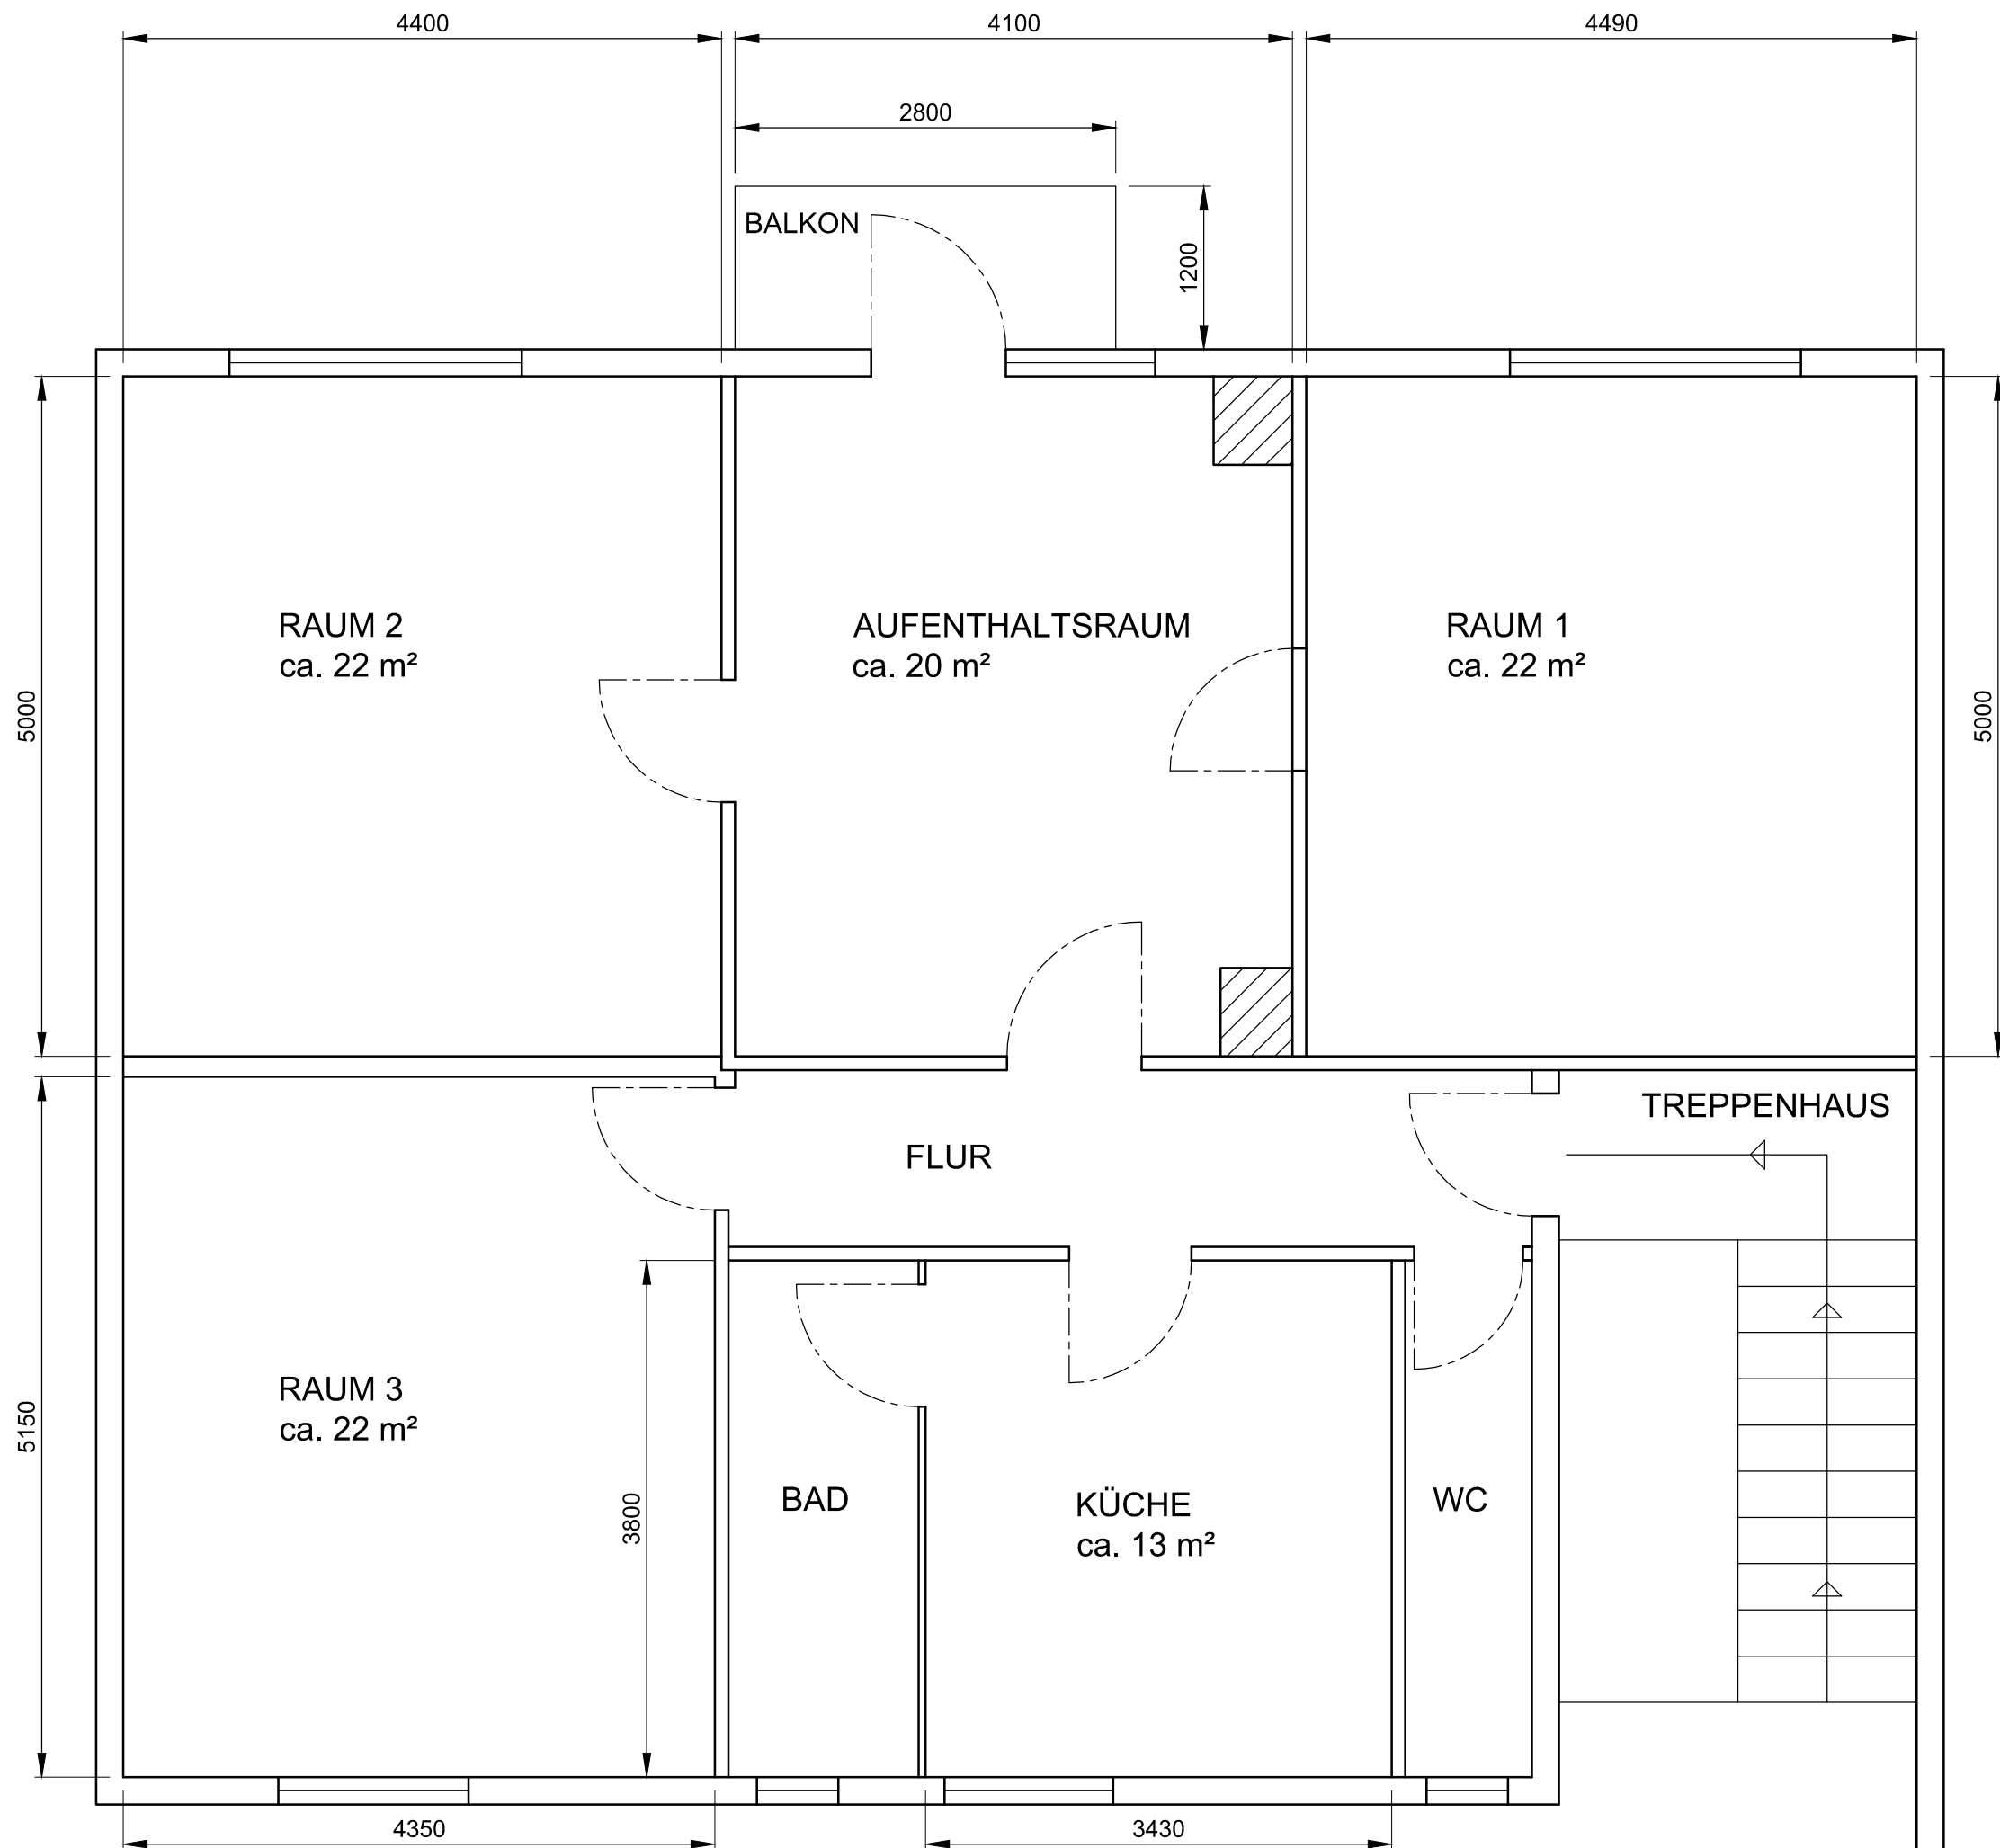 4400
4100
4490
2800
BALKON
1200
RAUM 2
ca. 22 m²
AUFENTHALTSRAUM
ca. 20 m²
RAUM 1
ca. 22 m²
5000
5000
TREPPENHAUS
FLUR
RAUM 3
ca. 22 m²
5150
3800
BAD
KÜCHE
ca. 13 m²
WC
4350
3430